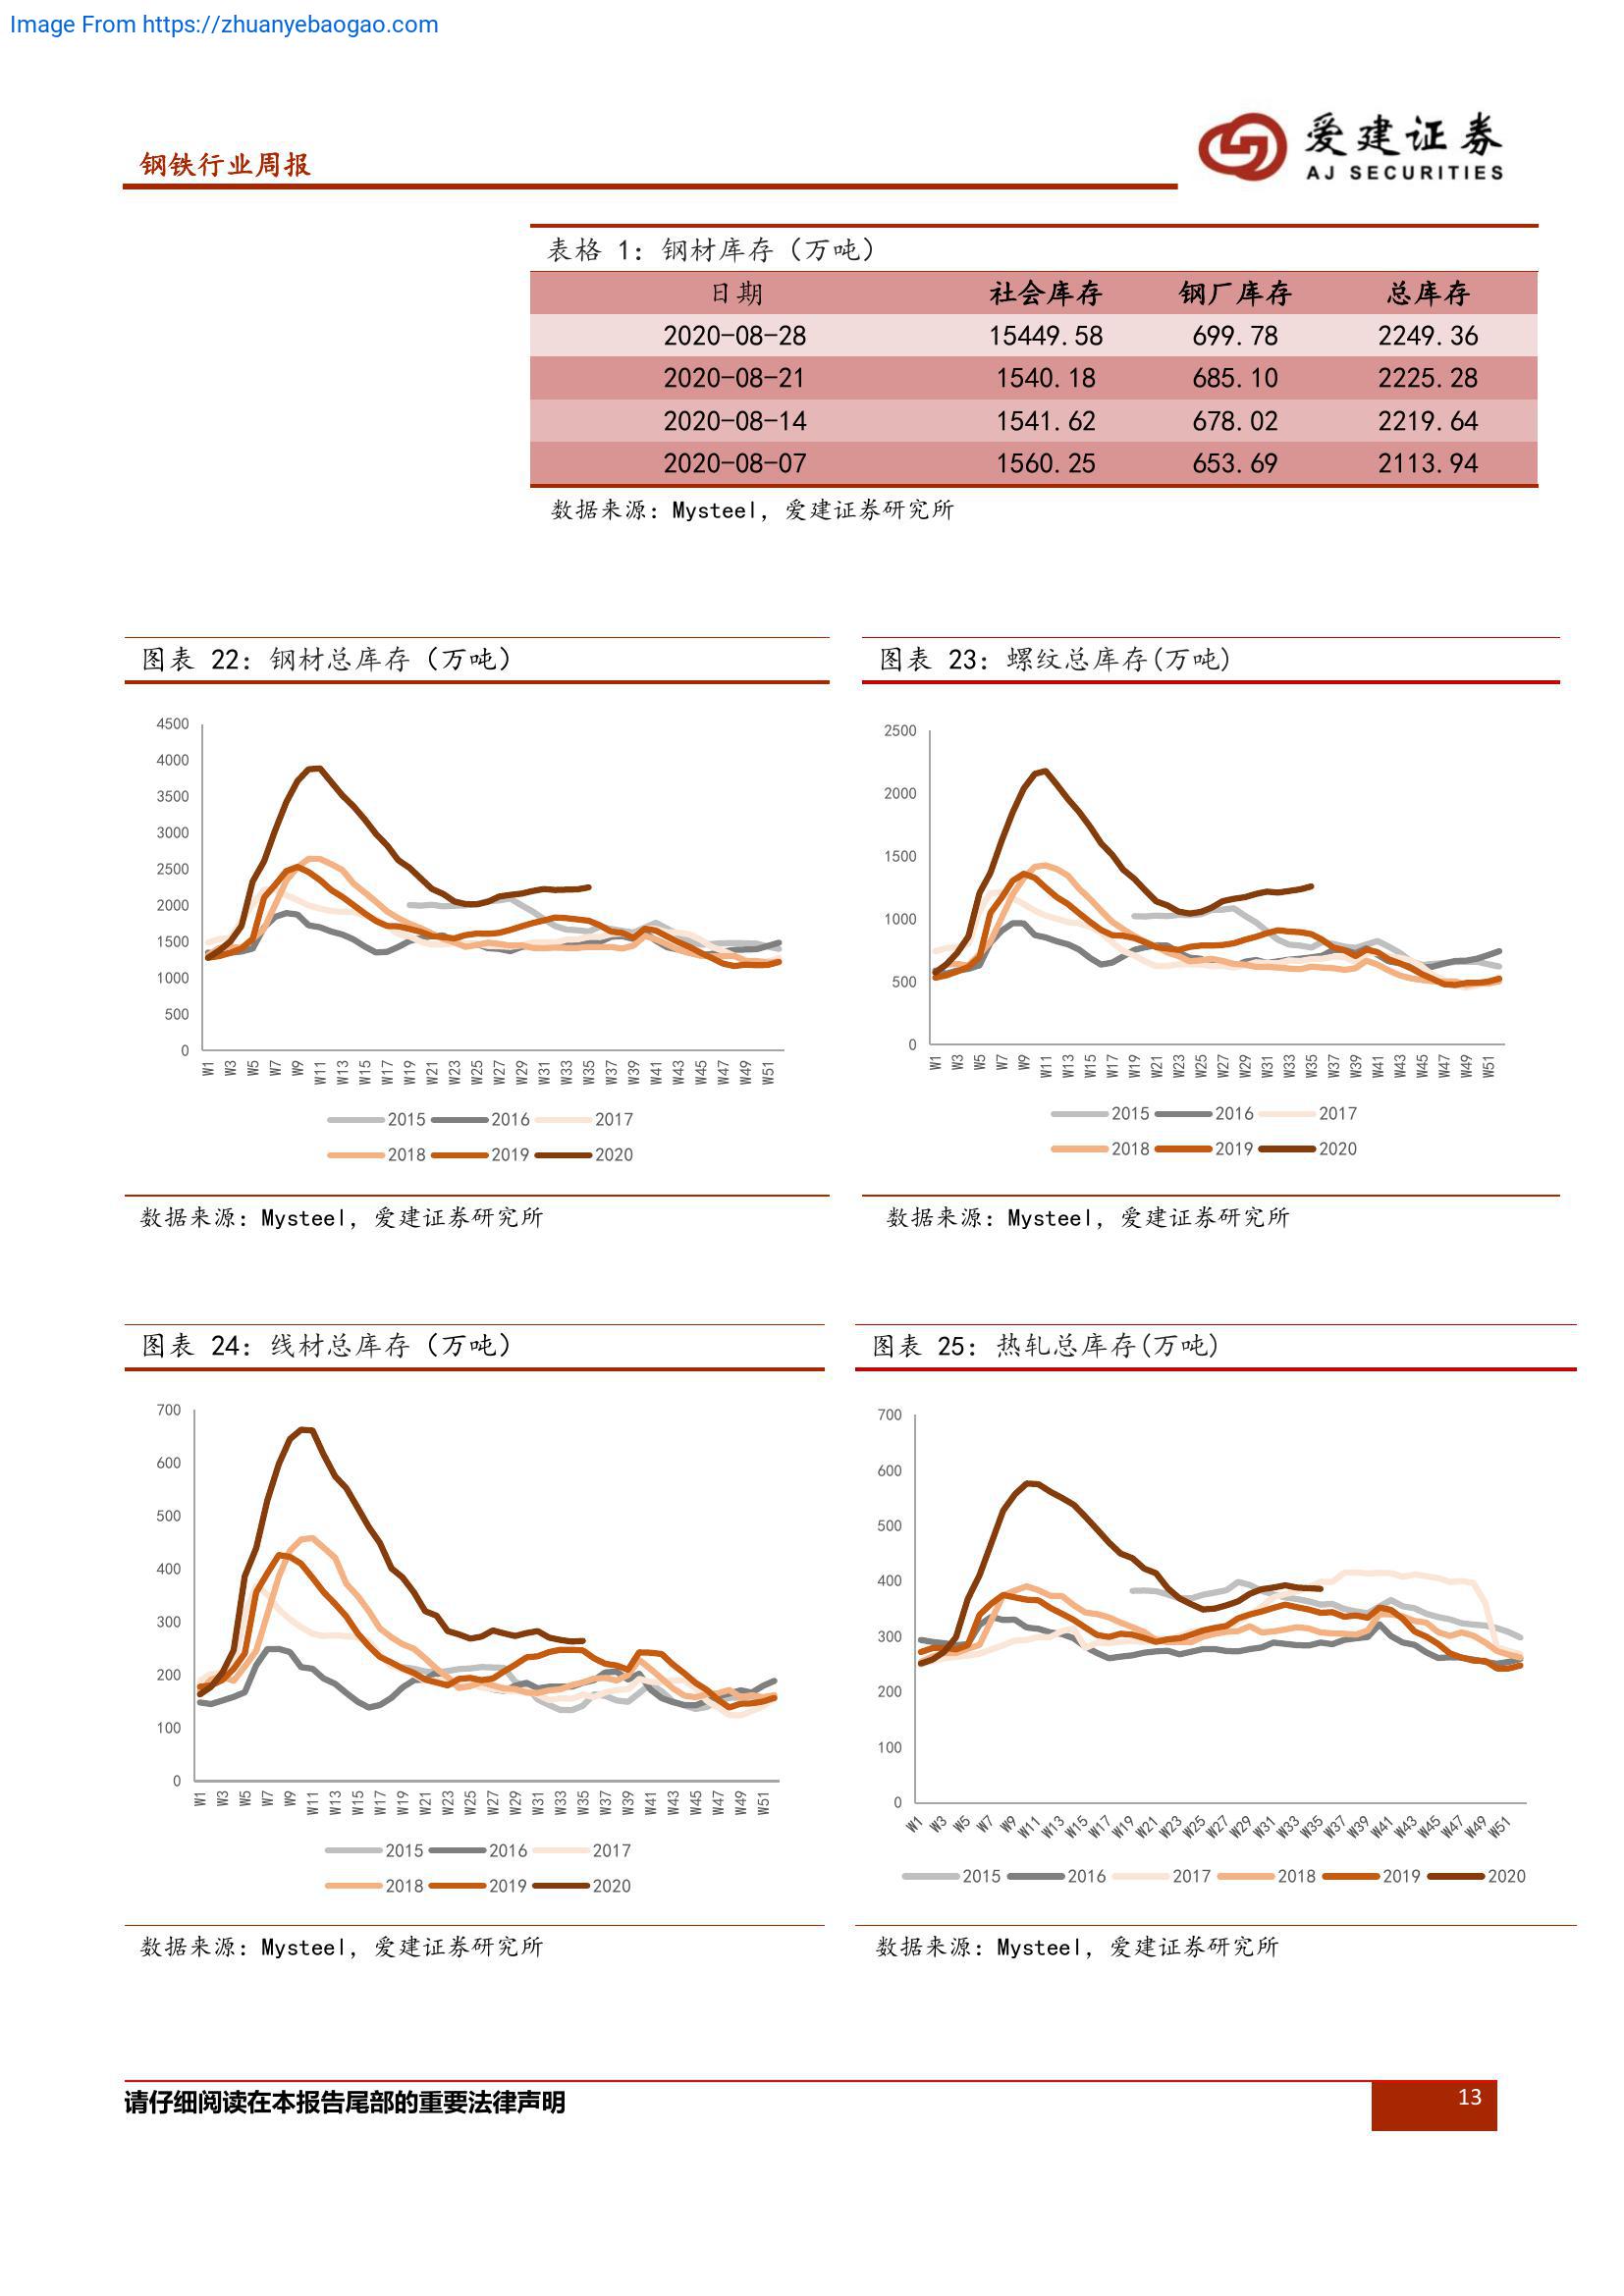 Image From https://zhuanyebaogao.com
爱建证券
AJ SECURITIES
钢铁行业周报
表格 1：钢材库存（万吨）
日期 社会库存 钢厂库存 总库存
2020-08-28 15449.58 699.78 2249.36
2020-08-21 1540.18 685.10 2225.28
2020-08-14 1541.62 678.02 2219.64
2020-08-07 1560.25 653.69 2113.94
数据来源：Mysteel，爱建证券研究所
图表 22：钢材总库存（万吨）
4500
4000
3500
3000
2500
2000
1500
1000
500
0
W1 W3 W5 W7 W9 W11 W13 W15 W17 W19 W21 W23 W25 W27 W29 W31 W33 W35 W37 W39 W41 W43 W45 W47 W49 W51
2015 2016 2017
2018 2019 2020
数据来源：Mysteel，爱建证券研究所
图表 23：螺纹总库存(万吨)
2500
2000
1500
1000
500
0
W1 W3 W5 W7 W9 W11 W13 W15 W17 W19 W21 W23 W25 W27 W29 W31 W33 W35 W37 W39 W41 W43 W45 W47 W49 W51
2015 2016 2017
2018 2019 2020
数据来源：Mysteel，爱建证券研究所
图表 24：线材总库存（万吨）
700
600
500
400
300
200
100
0
W1 W3 W5 W7 W9 W11 W13 W15 W17 W19 W21 W23 W25 W27 W29 W31 W33 W35 W37 W39 W41 W43 W45 W47 W49 W51
2015 2016 2017
2018 2019 2020
数据来源：Mysteel，爱建证券研究所
图表 25：热轧总库存(万吨)
700
600
500
400
300
200
100
0
W1 W3 W5 W7 W9 W11 W13 W15 W17 W19 W21 W23 W25 W27 W29 W31 W33 W35 W37 W39 W41 W43 W45 W47 W49 W51
2015 2016 2017 2018 2019 2020
数据来源：Mysteel，爱建证券研究所
请仔细阅读在本报告尾部的重要法律声明
13